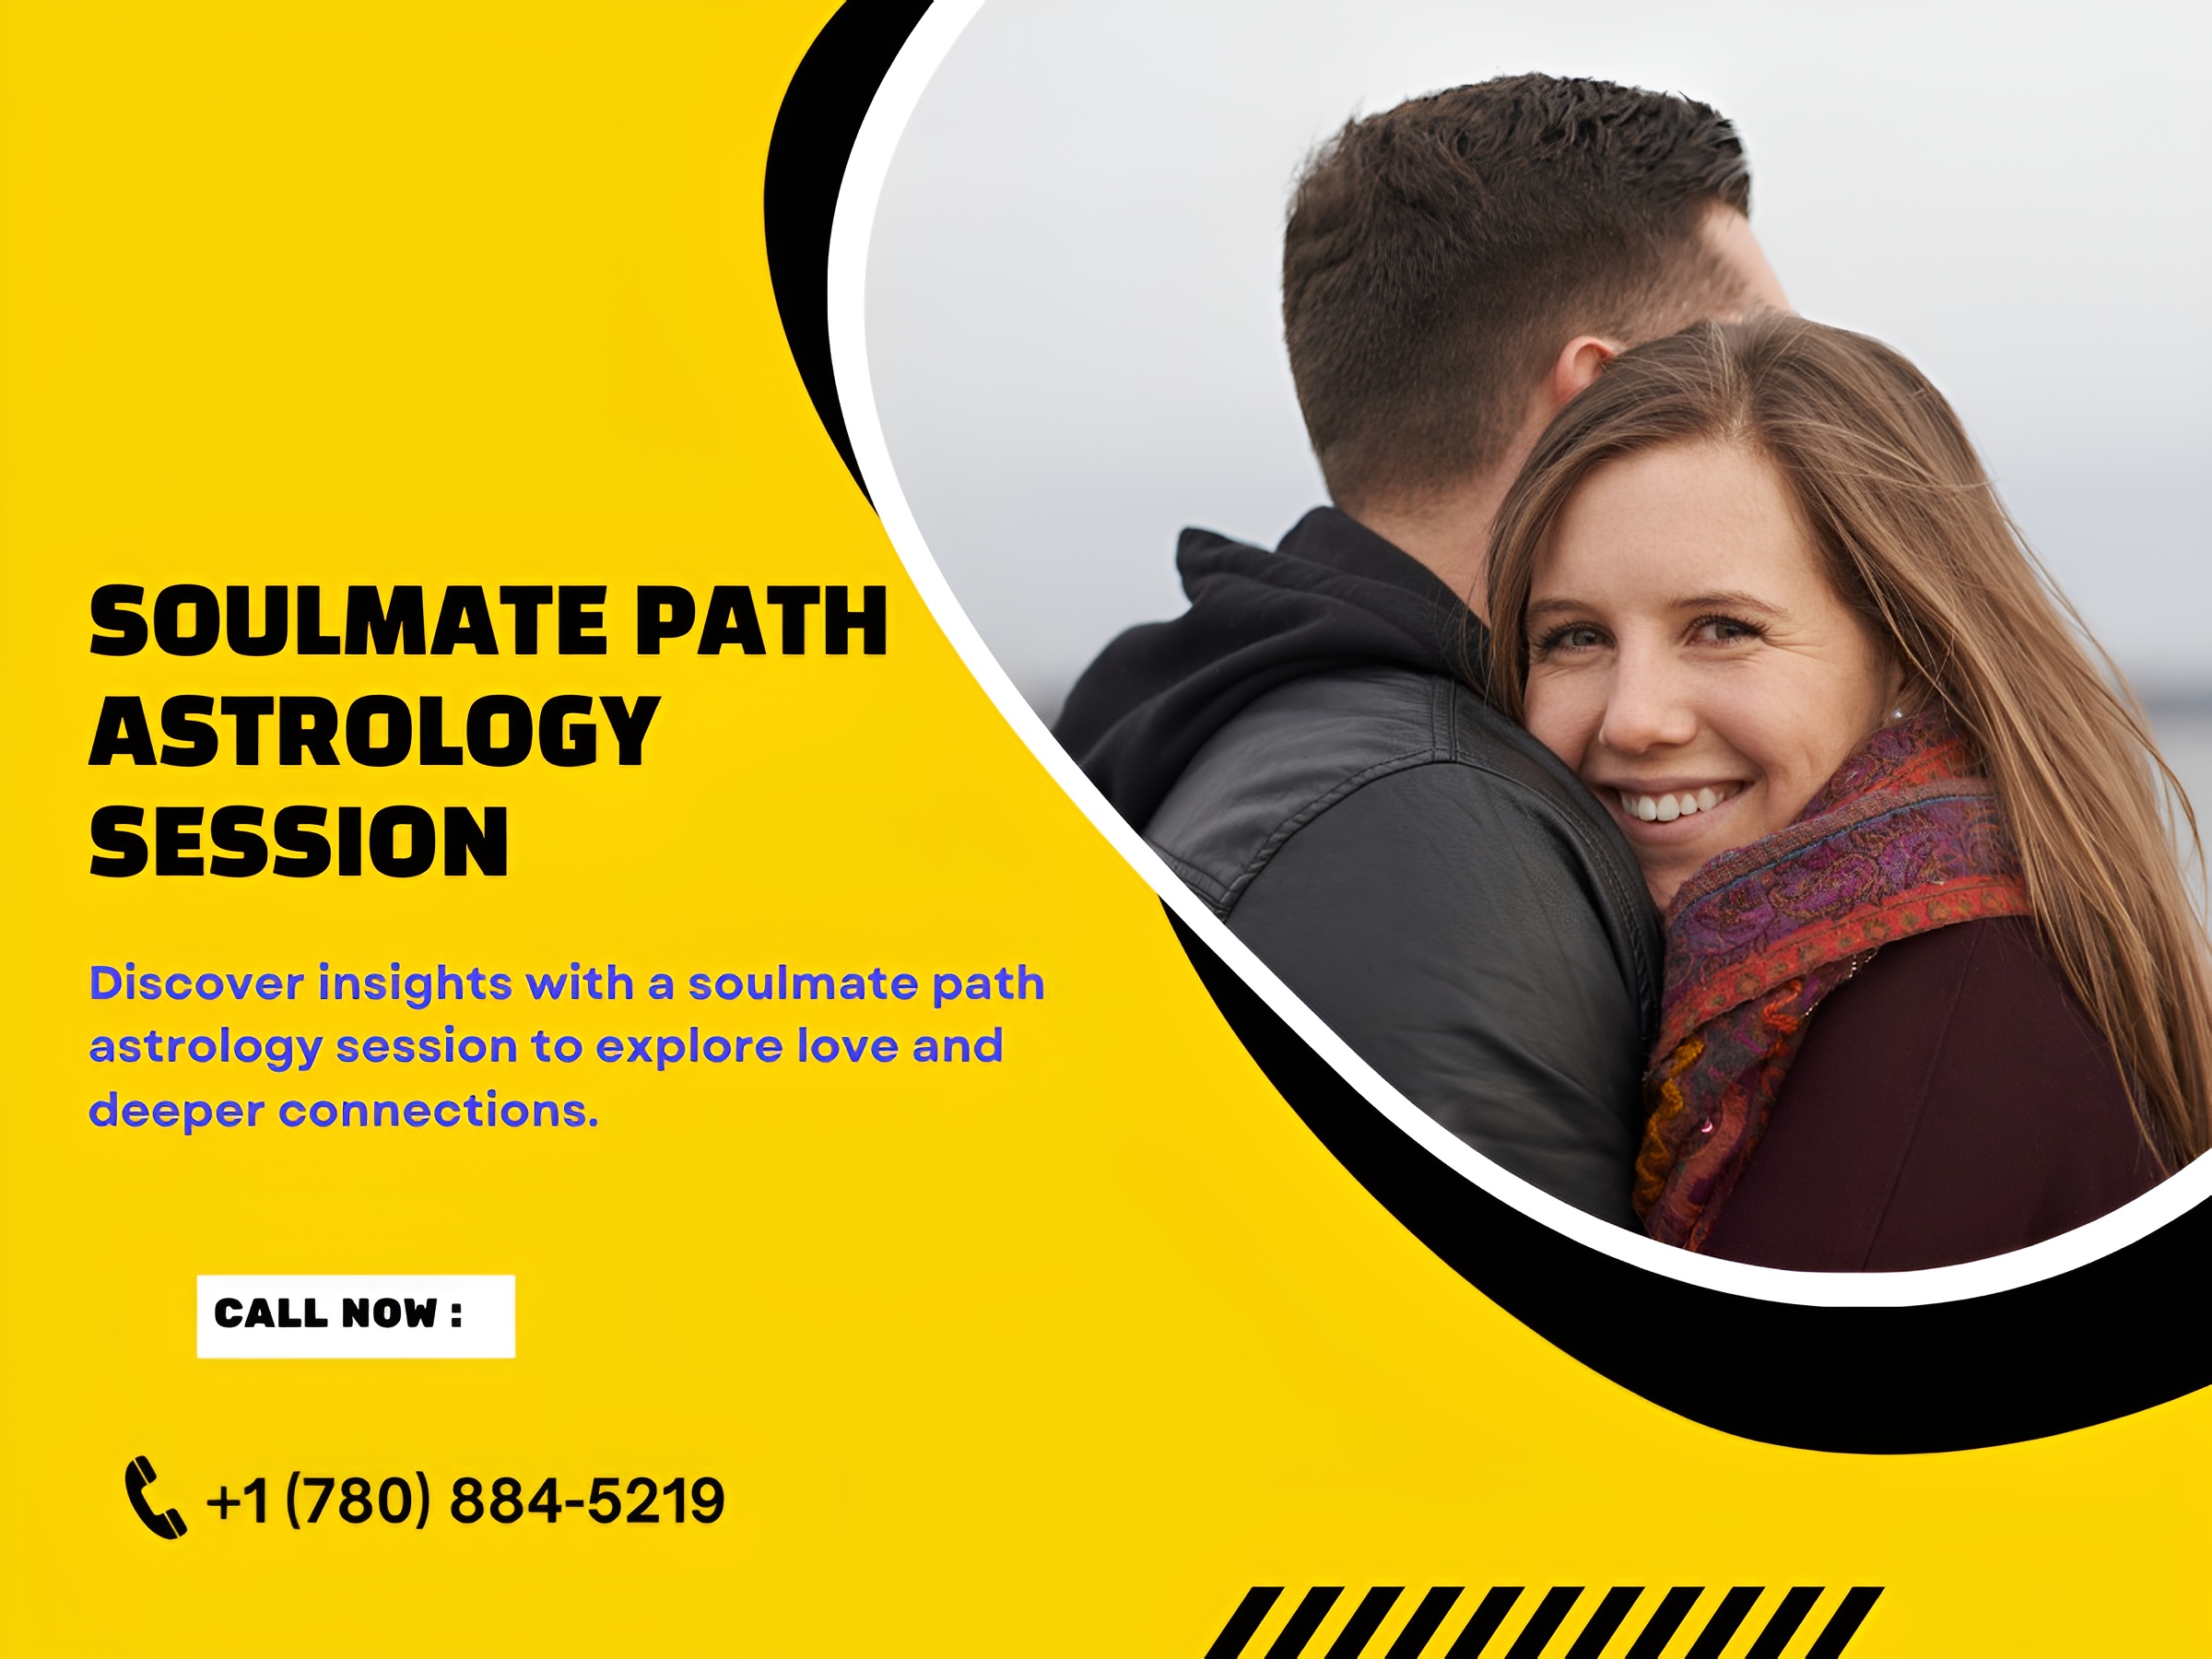 SOULMATE PATH
ASTROLOGY
SESSION
Discover insights with a soulmate path
astrology session to explore love and
deeper connections.
CALL NOW :
+1 (780) 884-5219